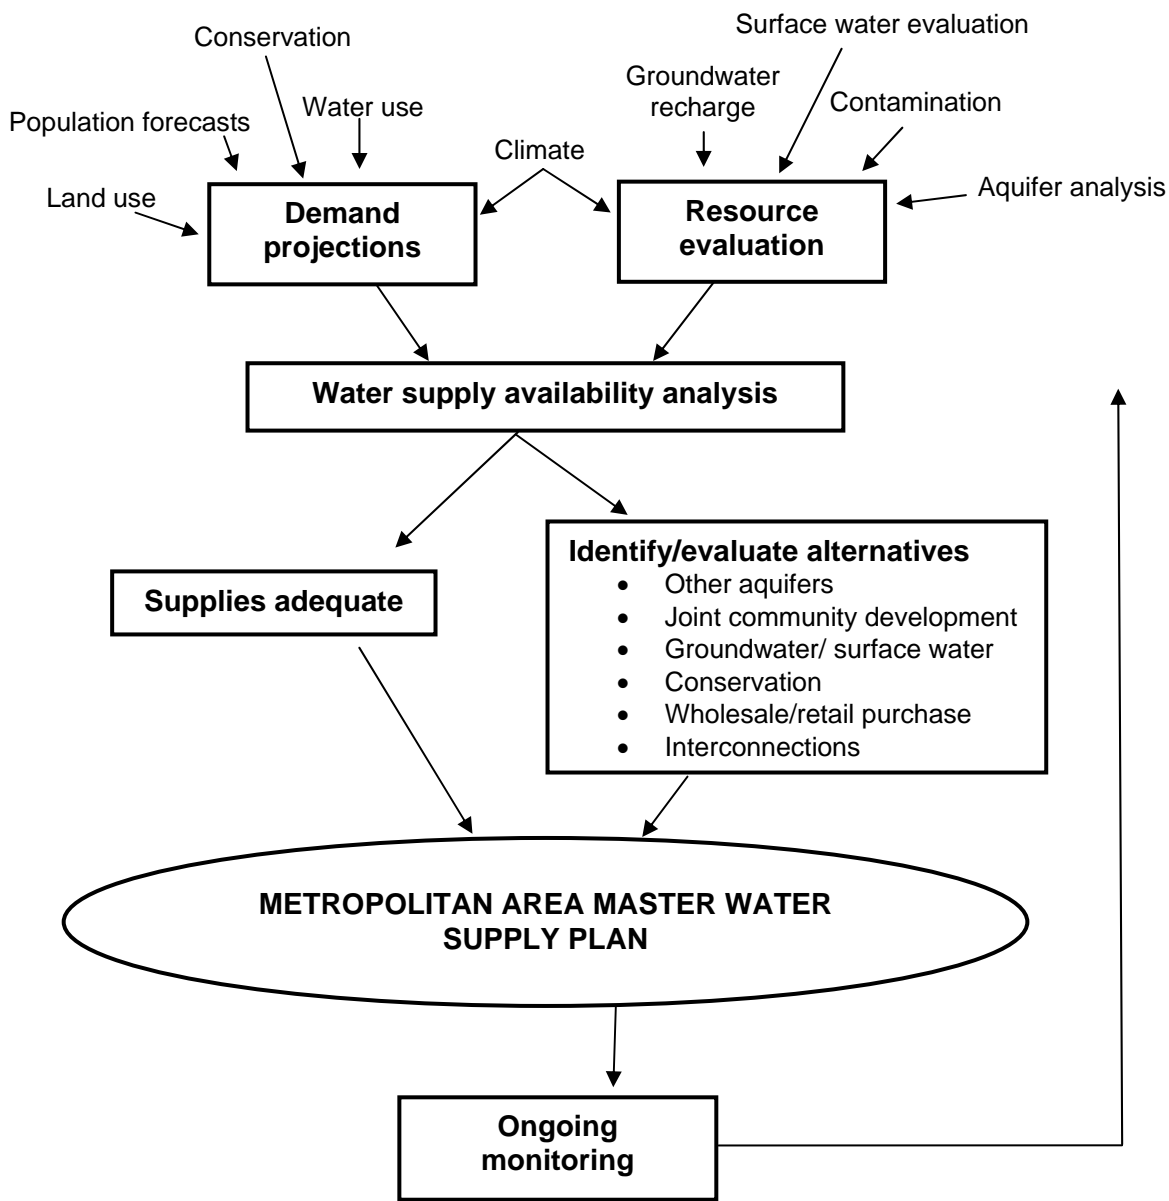 Surface water evaluation
Conservation
Groundwater
recharge
Water use
Contamination
Population forecasts
Climate
Land use
Aquifer analysis
Demand
projections
Resource
evaluation
Water supply availability analysis
Identify/evaluate alternatives
• Other aquifers
• Joint community development
• Groundwater/ surface water
• Conservation
• Wholesale/retail purchase
• Interconnections
Supplies adequate
METROPOLITAN AREA MASTER WATER
SUPPLY PLAN
Ongoing
monitoring